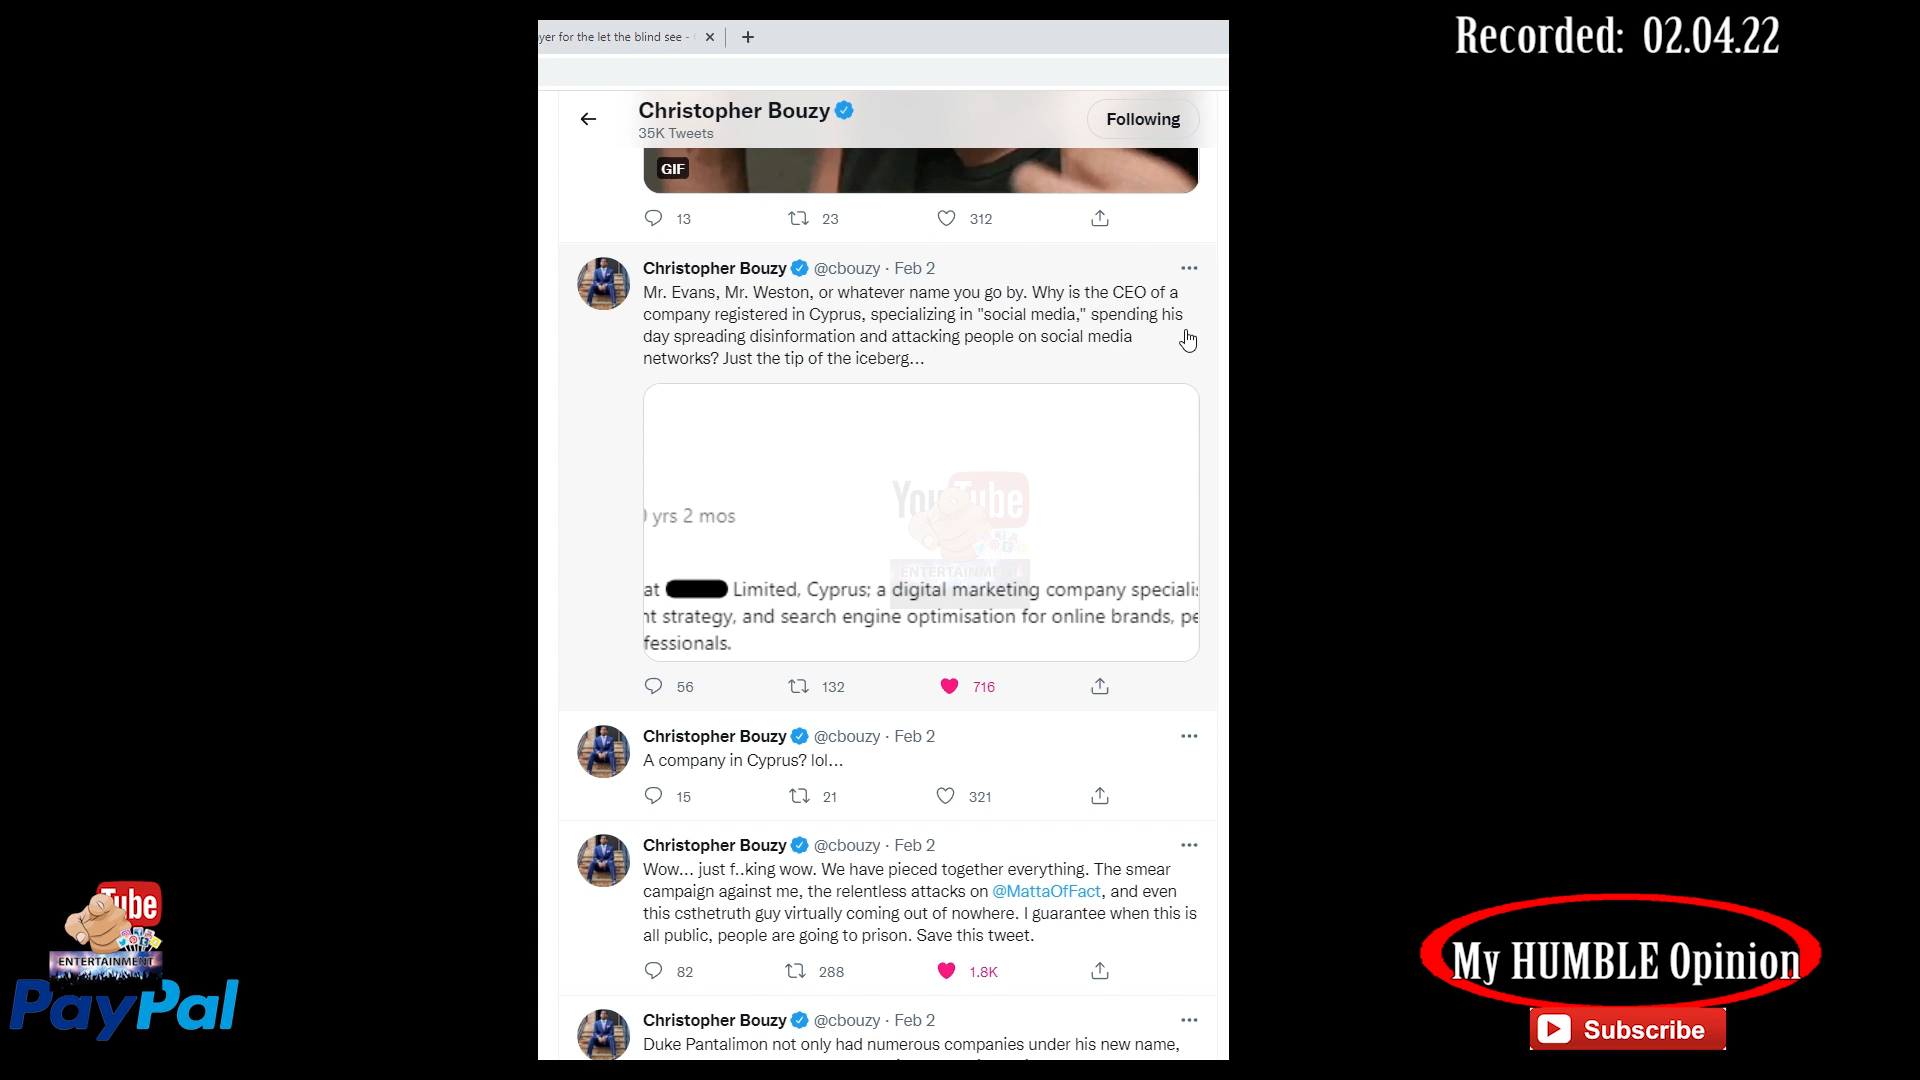 Recorded: 02.04.22
yer for the let the blind see -
Christopher Bouzy
35K Tweets
Following
GIF
13 23 312
Christopher Bouzy @cbouzy · Feb 2
Mr. Evans, Mr. Weston, or whatever name you go by. Why is the CEO of a
company registered in Cyprus, specializing in "social media," spending his
day spreading disinformation and attacking people on social media
networks? Just the tip of the iceberg...
YouTube
ENTERTAINMENT
yrs 2 mos
at Limited, Cyprus; a digital marketing company specialis
nt strategy, and search engine optimisation for online brands, pe
fessionals.
56 132 716
Christopher Bouzy @cbouzy · Feb 2
A company in Cyprus? lol...
15 21 321
Christopher Bouzy @cbouzy · Feb 2
Wow... just f..king wow. We have pieced together everything. The smear
campaign against me, the relentless attacks on @MattaOfFact, and even
this csthetruth guy virtually coming out of nowhere. I guarantee when this is
all public, people are going to prison. Save this tweet.
82 288 1.8K
Christopher Bouzy @cbouzy · Feb 2
Duke Pantalimon not only had numerous companies under his new name,
Tube
ENTERTAINMENT
PayPal
My HUMBLE Opinion
Subscribe